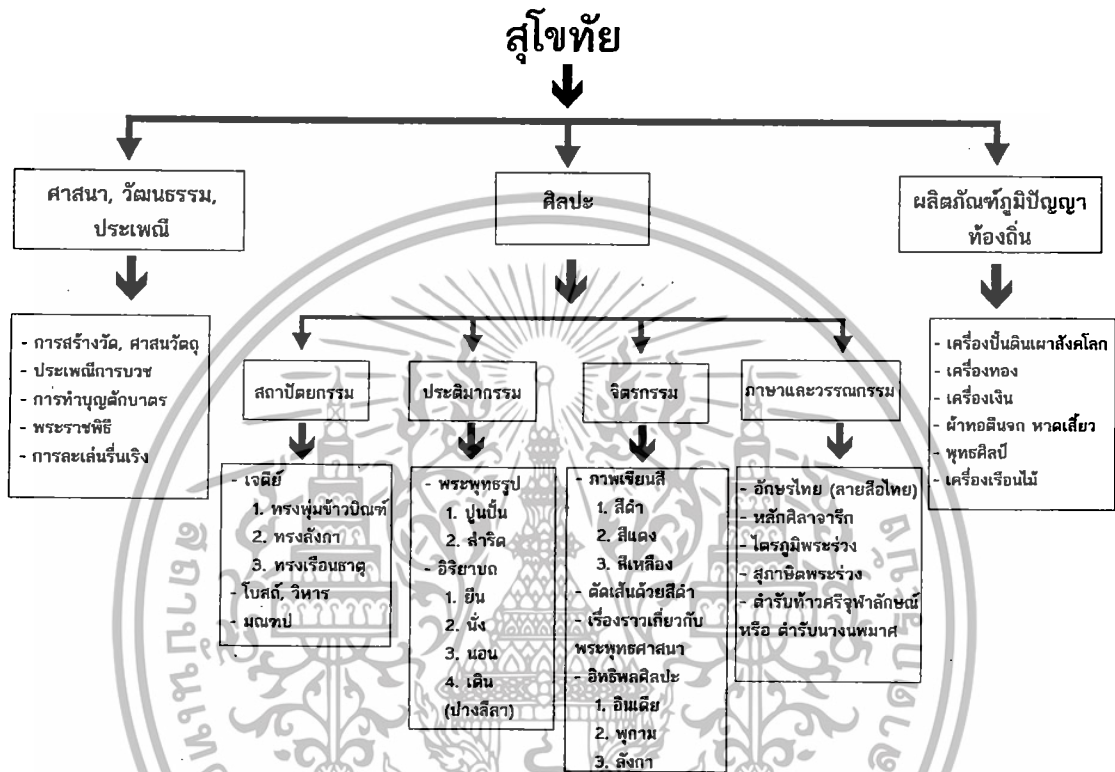 สุโขทัย
ศาสนา, วัฒนธรรม,
ประเพณี
ศิลปะ
ผลิตภัณฑ์ภูมิปัญญา
ท้องถิ่น
- การสร้างวัด, ศาสนวัตถุ
- ประเพณีการบวช
- การทำบุญตักบาตร
- พระราชพิธี
- การละเล่นรื่นเริง
สถาปัตยกรรม
ประติมากรรม
จิตรกรรม
ภาษาและวรรณกรรม
- เครื่องปั้นดินเผาสังคโลก
- เครื่องทอง
- เครื่องเงิน
- ผ้าทอตีนจก หาดเสี้ยว
- พุทธศิลป์
- เครื่องเรือนไม้
- เจดีย์
1. ทรงพุ่มข้าวบิณฑ์
2. ทรงลังกา
3. ทรงเรือนธาตุ
- โบสถ์, วิหาร
- มณฑป
- พระพุทธรูป
1. ปูนปั้น
2. สำริด
- อิริยาบถ
1. ยืน
2. นั่ง
3. นอน
4. เดิน
(ปางลีลา)
- ภาพเขียนสี
1. สีดำ
2. สีแดง
3. สีเหลือง
- ตัดเส้นด้วยสีดำ
- เรื่องราวเกี่ยวกับ
พระพุทธศาสนา
- อิทธิพลศิลปะ
1. อินเดีย
2. พุกาม
3. ลังกา
- อักษรไทย (ลายสือไทย)
- หลักศิลาจารึก
- ไตรภูมิพระร่วง
- สุภาษิตพระร่วง
- ตำรับท้าวศรีจุฬาลักษณ์
หรือ ตำรับนางนพมาศ